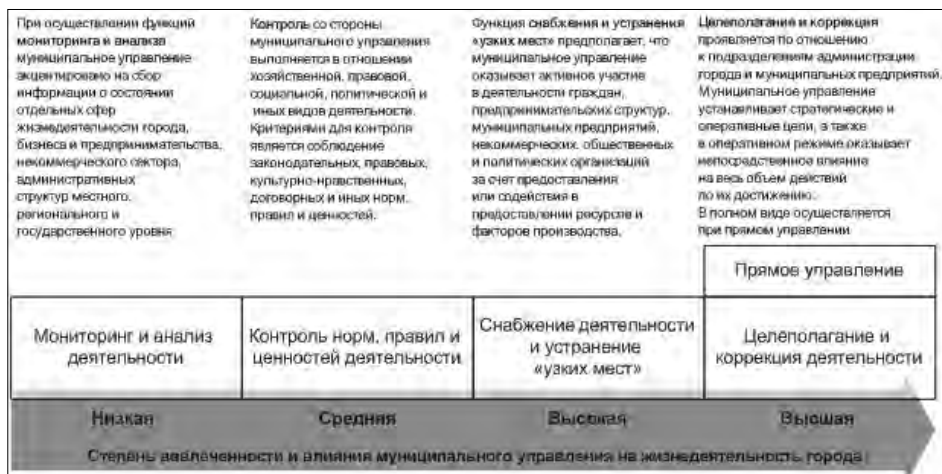 При осуществлении функций
мониторинга и анализа
муниципальное управление
акцентировано на сбор
информации о состоянии
отдельных сфер
жизнедеятельности города,
бизнеса и предпринимательства,
некоммерческого сектора,
административных
структур местного,
регионального и
государственного уровня
Контроль со стороны
муниципального управления
выполняется в отношении
хозяйственной, правовой,
социальной, политической и
иных видов деятельности.
Критериями для контроля
является соблюдение
законодательных, правовых,
культурно-нравственных,
договорных и иных норм,
правил и ценностей.
Функция снабжения и устранения
«узких мест» предполагает, что
муниципальное управление
оказывает активное участие
в деятельности граждан,
предпринимательских структур,
муниципальных предприятий,
некоммерческих, общественных
и политических организаций
за счет предоставления
или содействия в
предоставлении ресурсов и
факторов производства.
Целеполагание и коррекция
проявляется по отношению
к подразделениям администрации
города и муниципальных предприятий.
Муниципальное управление
устанавливает стратегические и
оперативные цели, а также
в оперативном режиме оказывает
непосредственное влияние
на весь объем действий
по их достижению.
В полном виде осуществляется
при прямом управлении
Прямое управление
Мониторинг и анализ
деятельности
Контроль норм, правил и
ценностей деятельности
Снабжение деятельности
и устранение
«узких мест»
Целеполагание и
коррекция деятельности
Низкая
Средняя
Высокая
Высшая
Степень вовлеченности и влияния муниципального управления на жизнедеятельность города